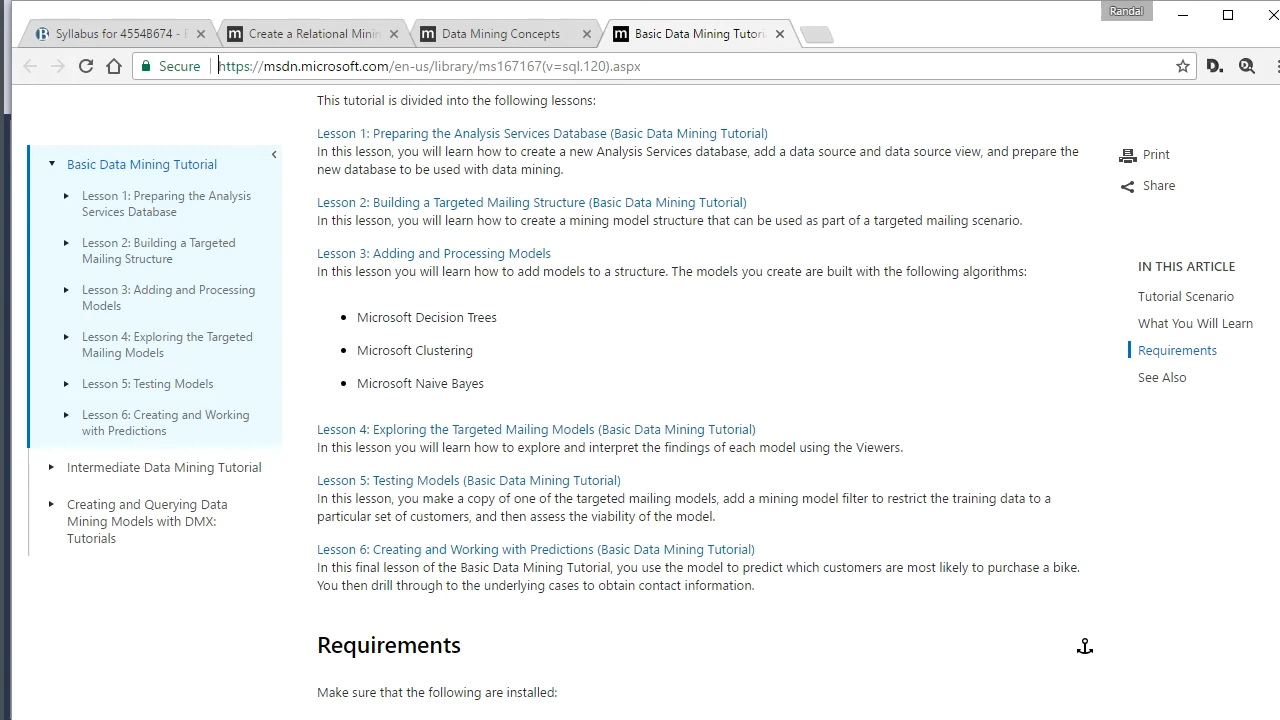 Randal
Syllabus for 4554B674 - E
Create a Relational Minin
Data Mining Concepts
Basic Data Mining Tutori
Secure
https://msdn.microsoft.com/en-us/library/ms167167(v=sql.120).aspx
This tutorial is divided into the following lessons:
Lesson 1: Preparing the Analysis Services Database (Basic Data Mining Tutorial)
In this lesson, you will learn how to create a new Analysis Services database, add a data source and data source view, and prepare the
new database to be used with data mining.
Lesson 2: Building a Targeted Mailing Structure (Basic Data Mining Tutorial)
In this lesson, you will learn how to create a mining model structure that can be used as part of a targeted mailing scenario.
Lesson 3: Adding and Processing Models
In this lesson you will learn how to add models to a structure. The models you create are built with the following algorithms:
Microsoft Decision Trees
Microsoft Clustering
Microsoft Naive Bayes
Lesson 4: Exploring the Targeted Mailing Models (Basic Data Mining Tutorial)
In this lesson you will learn how to explore and interpret the findings of each model using the Viewers.
Lesson 5: Testing Models (Basic Data Mining Tutorial)
In this lesson, you make a copy of one of the targeted mailing models, add a mining model filter to restrict the training data to a
particular set of customers, and then assess the viability of the model.
Lesson 6: Creating and Working with Predictions (Basic Data Mining Tutorial)
In this final lesson of the Basic Data Mining Tutorial, you use the model to predict which customers are most likely to purchase a bike.
You then drill through to the underlying cases to obtain contact information.
Requirements
Make sure that the following are installed:
Basic Data Mining Tutorial
Lesson 1: Preparing the Analysis
Services Database
Lesson 2: Building a Targeted
Mailing Structure
Lesson 3: Adding and Processing
Models
Lesson 4: Exploring the Targeted
Mailing Models
Lesson 5: Testing Models
Lesson 6: Creating and Working
with Predictions
Intermediate Data Mining Tutorial
Creating and Querying Data
Mining Models with DMX:
Tutorials
Print
Share
IN THIS ARTICLE
Tutorial Scenario
What You Will Learn
Requirements
See Also